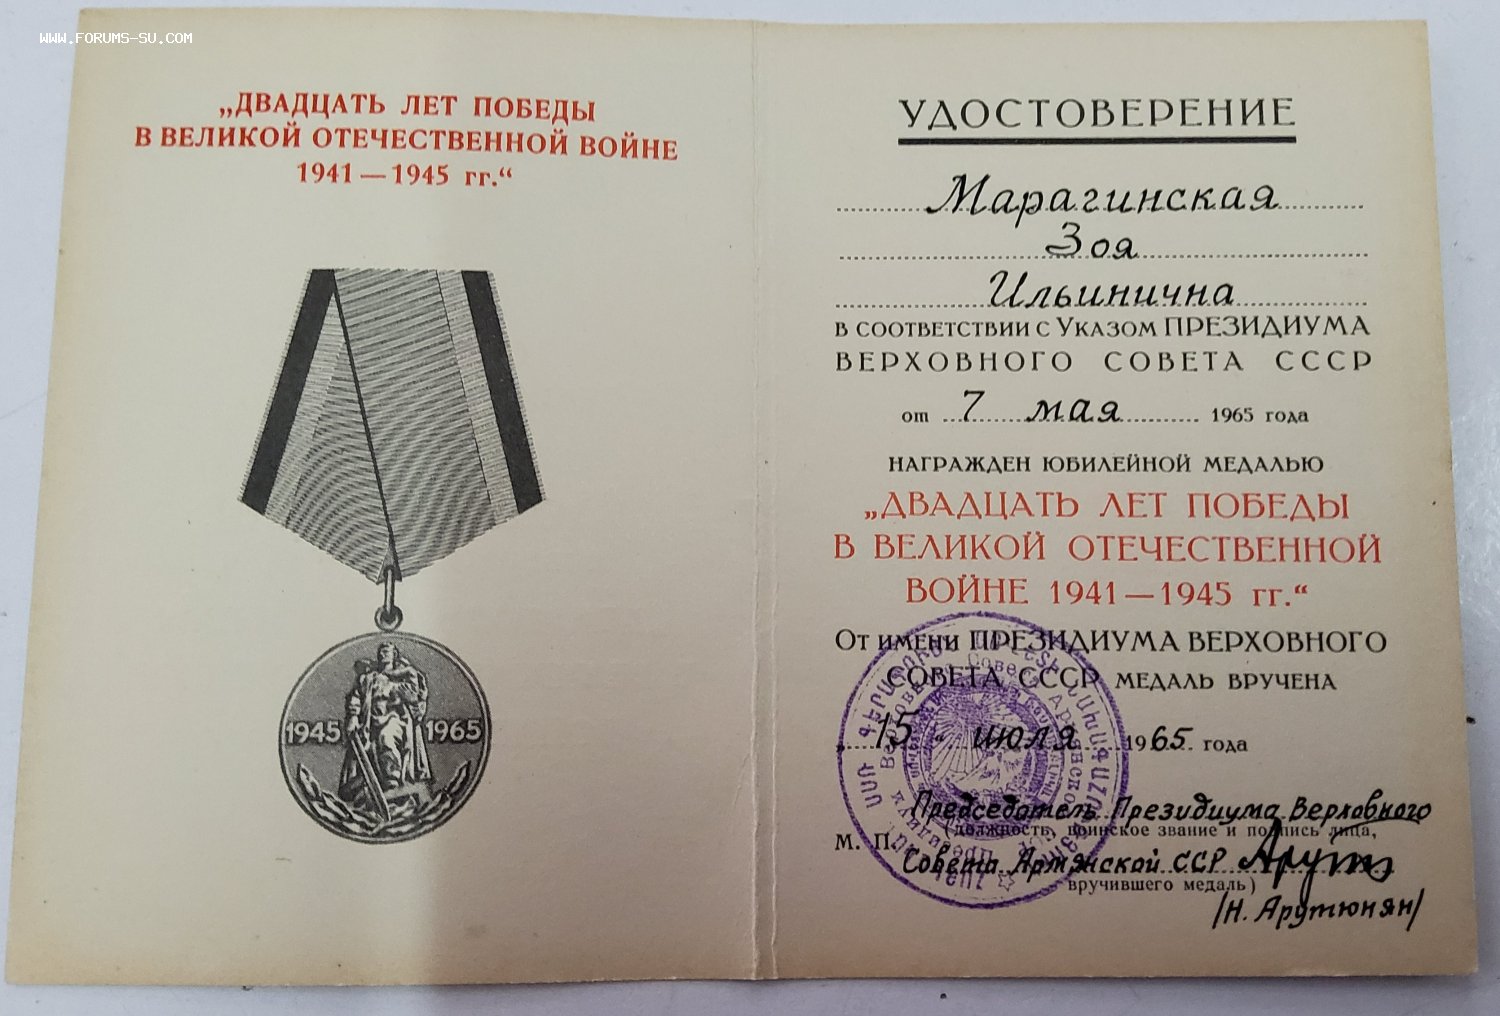 WWW.FORUMS-SU.COM
„ДВАДЦАТЬ ЛЕТ ПОБЕДЫ
В ВЕЛИКОЙ ОТЕЧЕСТВЕННОЙ ВОЙНЕ
1941—1945 гг.“
1945 1965
УДОСТОВЕРЕНИЕ
Марагинская
Зоя
Ильинична
В СООТВЕТСТВИИ С УКАЗОМ ПРЕЗИДИУМА
ВЕРХОВНОГО СОВЕТА СССР
от 7 мая 1965 года
НАГРАЖДЕН ЮБИЛЕЙНОЙ МЕДАЛЬЮ
„ДВАДЦАТЬ ЛЕТ ПОБЕДЫ
В ВЕЛИКОЙ ОТЕЧЕСТВЕННОЙ
ВОЙНЕ 1941—1945 гг.“
ОТ ИМЕНИ ПРЕЗИДИУМА ВЕРХОВНОГО
СОВЕТА СССР МЕДАЛЬ ВРУЧЕНА
„15“ июля 1965 года
Председатель Президиума Верховного
(должность, воинское звание и подпись лица,
М. П. Совета Армянской ССР
вручившего медаль)
/Н. Арутюнян/